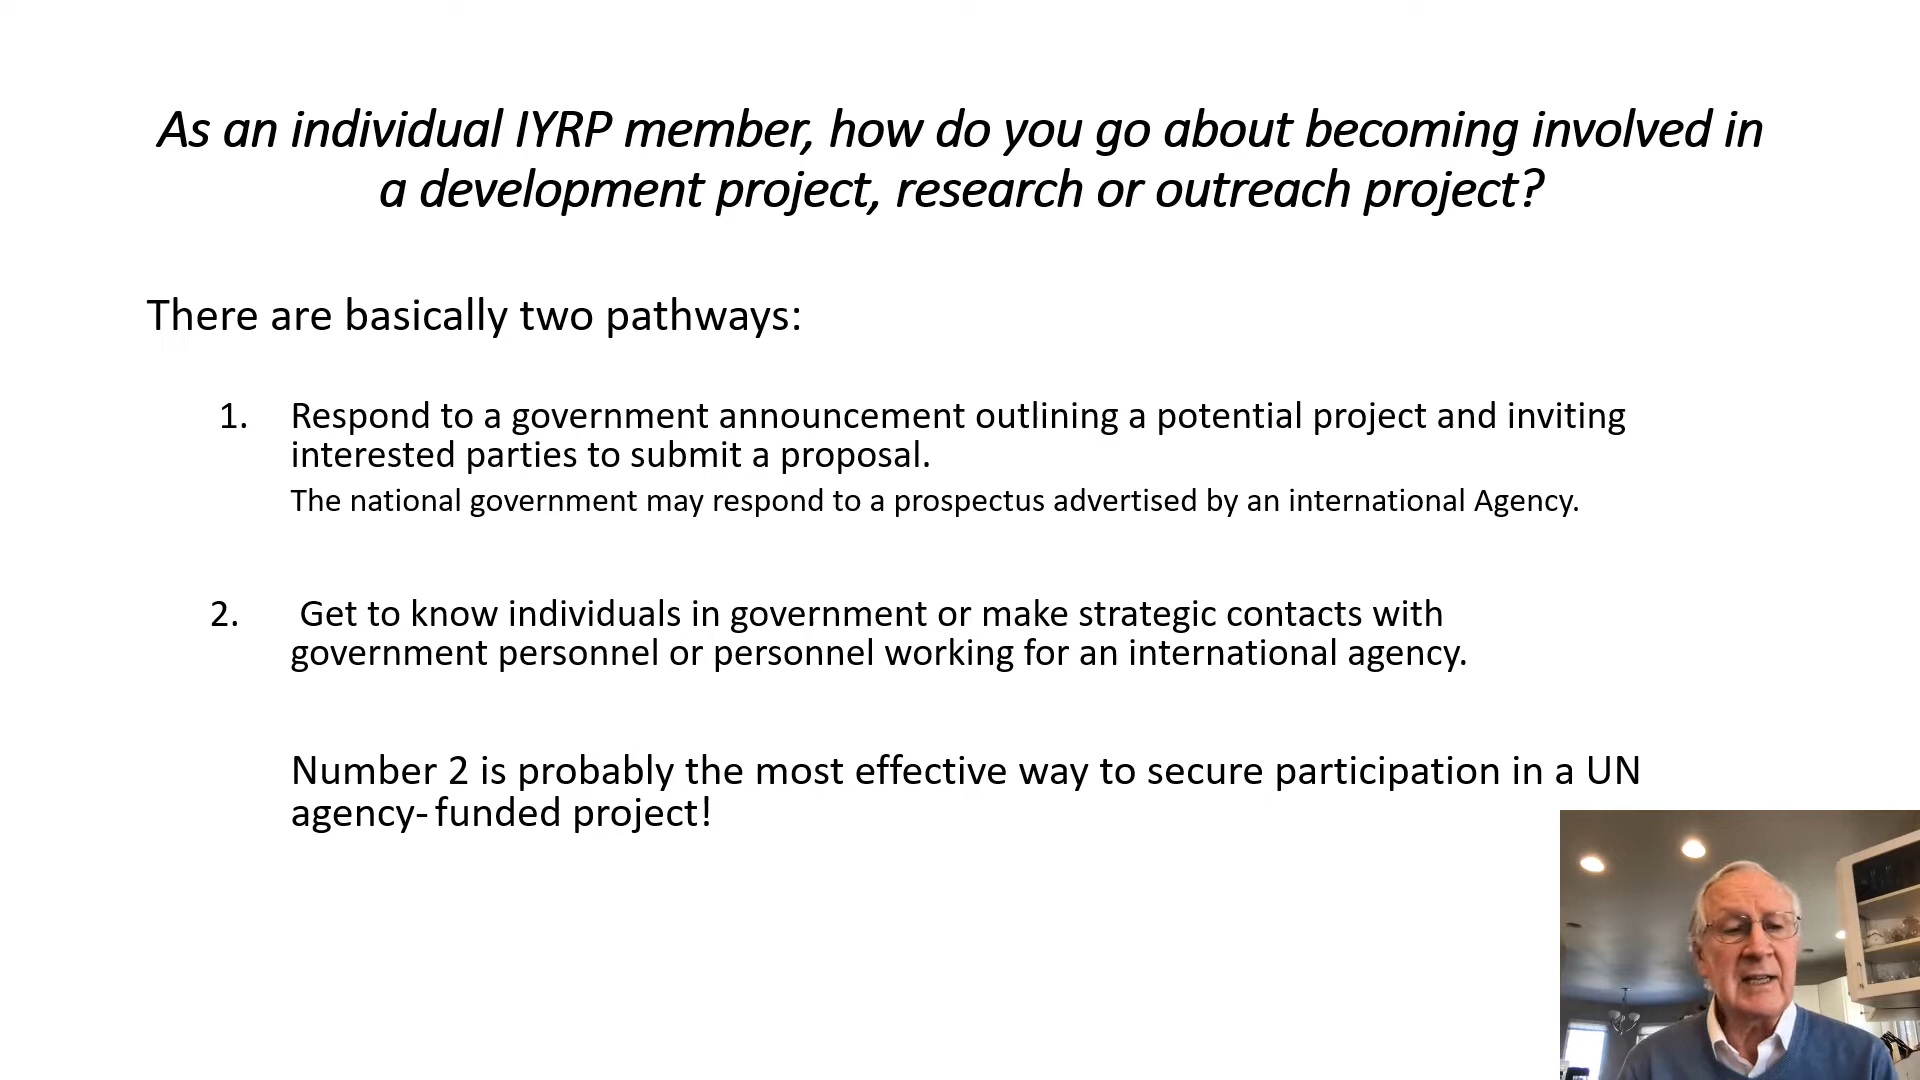 As an individual IYRP member, how do you go about becoming involved in
a development project, research or outreach project?
There are basically two pathways:
1. Respond to a government announcement outlining a potential project and inviting
interested parties to submit a proposal.
The national government may respond to a prospectus advertised by an international Agency.
2. Get to know individuals in government or make strategic contacts with
government personnel or personnel working for an international agency.
Number 2 is probably the most effective way to secure participation in a UN
agency-funded project!